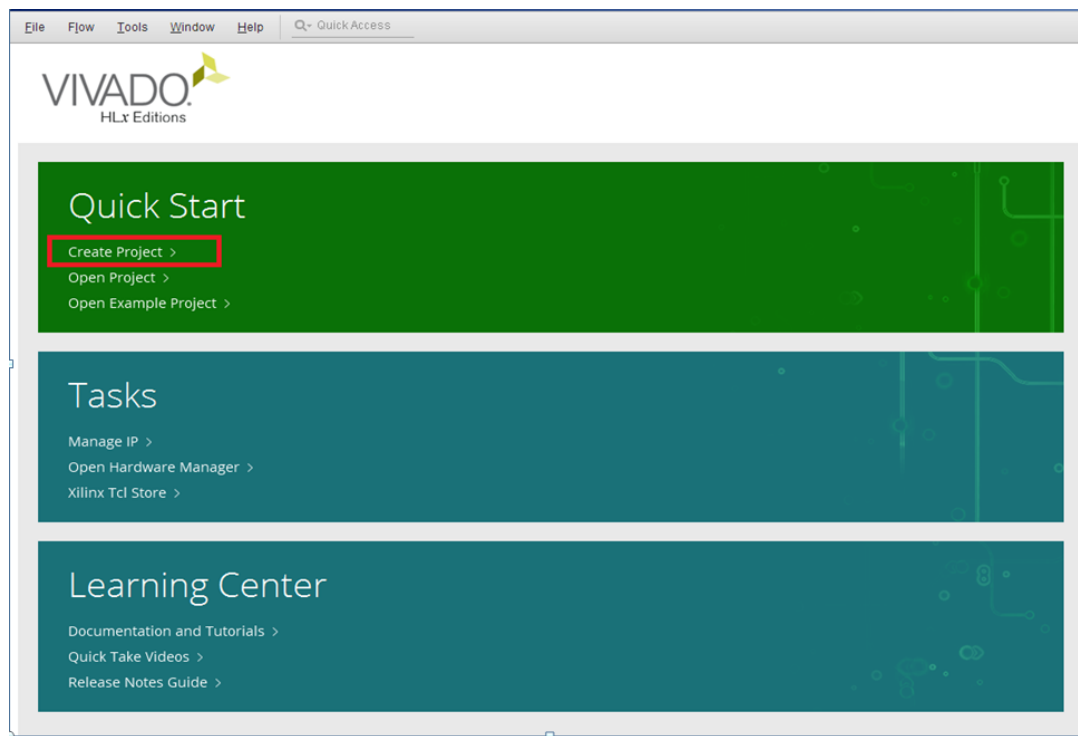 File Flow Tools Window Help Quick Access
VIVADO.
HLx Editions
Quick Start
Create Project >
Open Project >
Open Example Project >
Tasks
Manage IP >
Open Hardware Manager >
Xilinx Tcl Store >
Learning Center
Documentation and Tutorials >
Quick Take Videos >
Release Notes Guide >